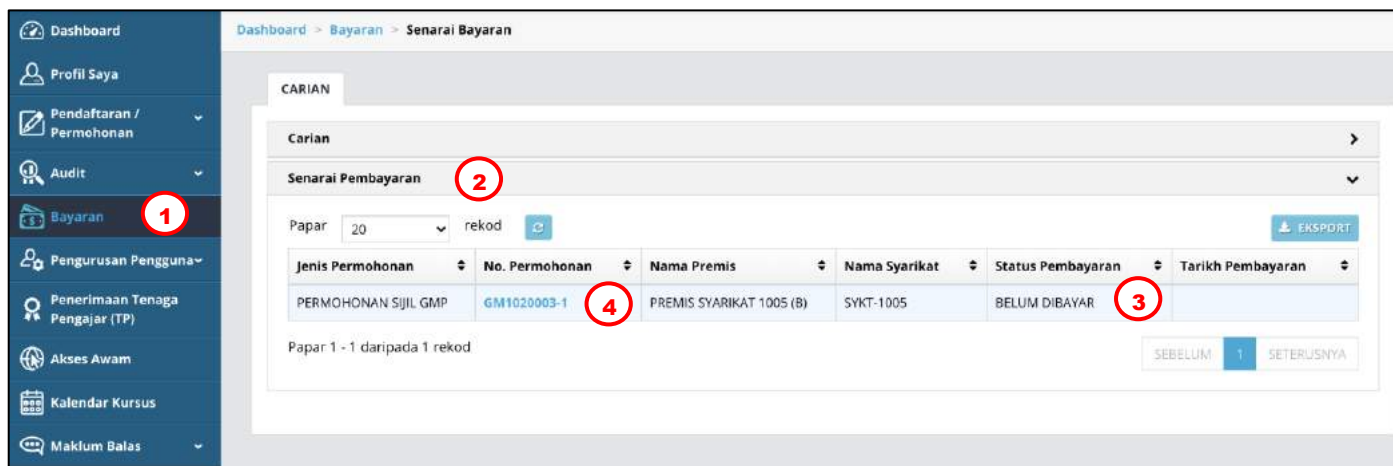 Dashboard
Profil Saya
Pendaftaran /
Permohonan
Audit
Bayaran
1
Pengurusan Pengguna
Penerimaan Tenaga
Pengajar (TP)
Akses Awam
Kalendar Kursus
Maklum Balas
Dashboard > Bayaran > Senarai Bayaran
CARIAN
Carian
Senarai Pembayaran 2
Papar 20 rekod EKSPORT
Jenis Permohonan No. Permohonan Nama Premis Nama Syarikat Status Pembayaran Tarikh Pembayaran
PERMOHONAN SIJIL GMP GM1020003-1 4 PREMIS SYARIKAT 1005 (B) SYKT-1005 BELUM DIBAYAR 3
Papar 1 - 1 daripada 1 rekod
SEBELUM 1 SETERUSNYA